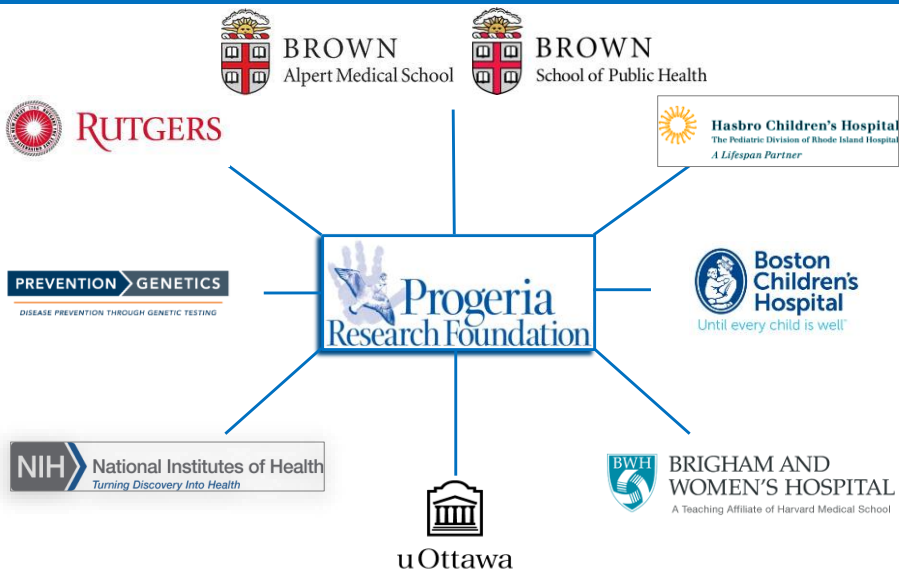 BROWN
Alpert Medical School
BROWN
School of Public Health
RUTGERS
Hasbro Children's Hospital
The Pediatric Division of Rhode Island Hospital
A Lifespan Partner
PREVENTION GENETICS
DISEASE PREVENTION THROUGH GENETIC TESTING
Progeria
Research Foundation
Boston
Children's
Hospital
Until every child is well™
NIH
National Institutes of Health
Turning Discovery Into Health
uOttawa
BWH
BRIGHAM AND
WOMEN'S HOSPITAL
A Teaching Affiliate of Harvard Medical School